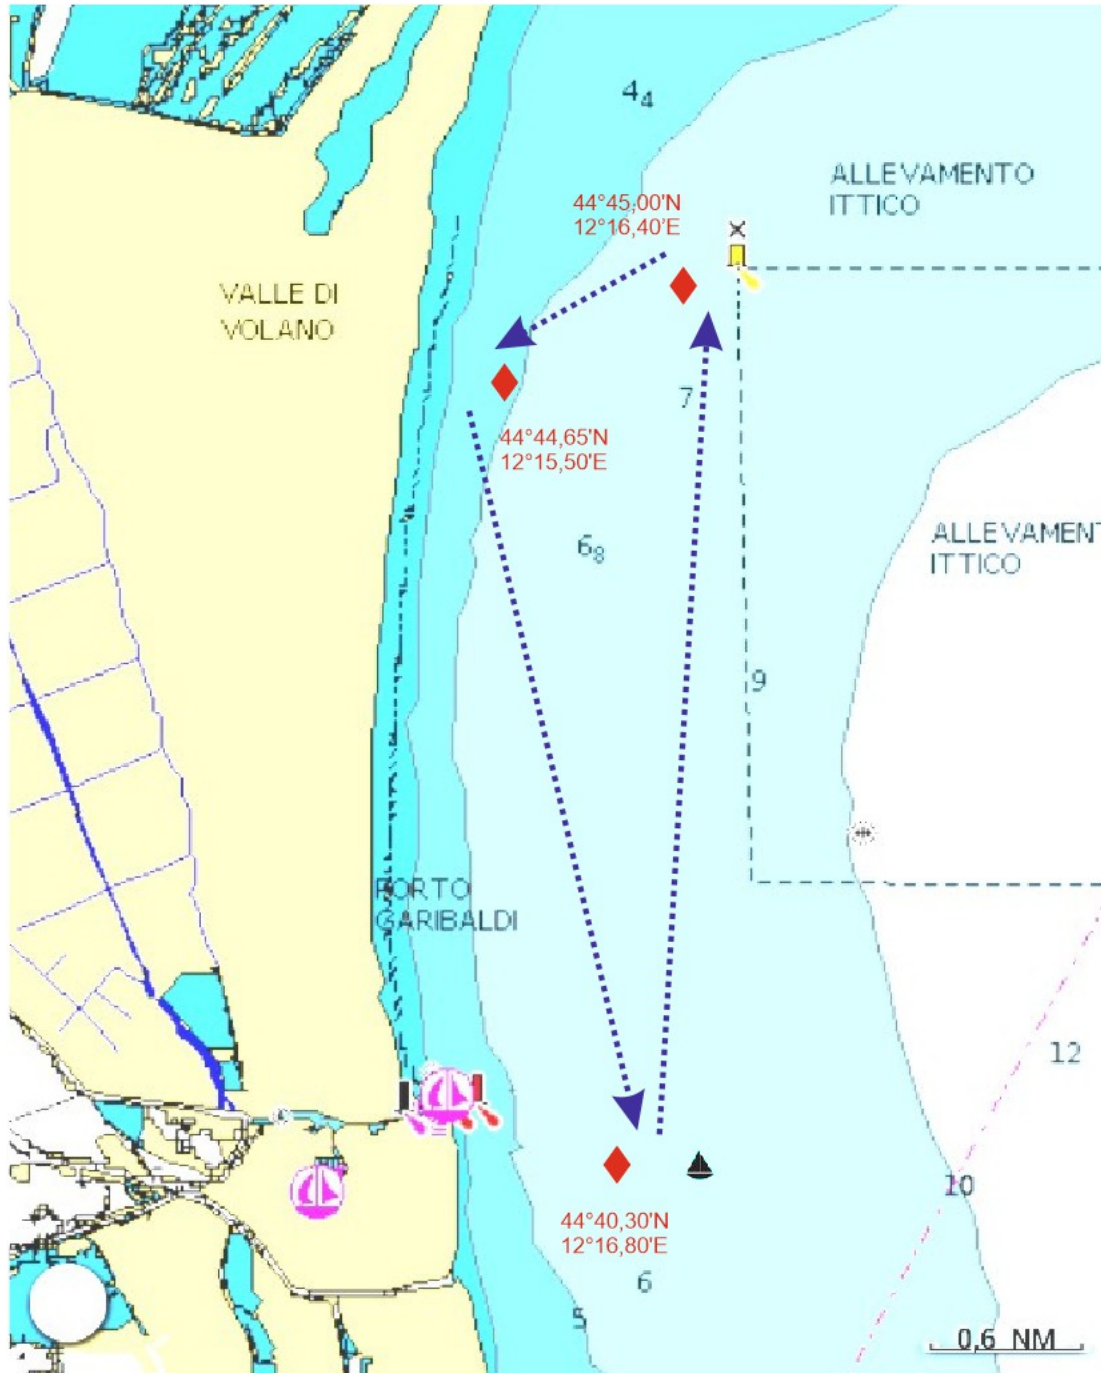 4₄
ALLEVAMENTO
ITTICO
44°45,00'N
12°16,40'E
VALLE DI
VOLANO
7
44°44,65'N
12°15,50'E
6₈
ALLEVAMENT
ITTICO
9
PORTO
GARIBALDI
12
10
44°40,30'N
12°16,80'E
6
5
0,6 NM